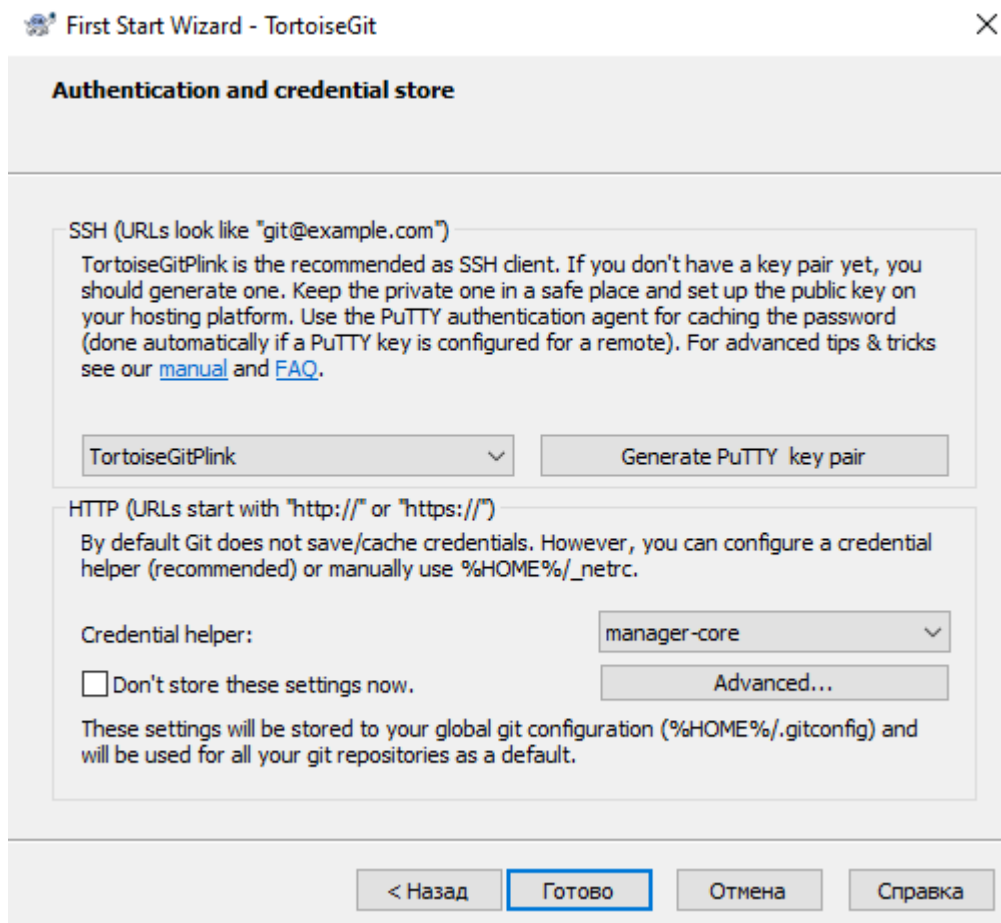 First Start Wizard - TortoiseGit
Authentication and credential store
SSH (URLs look like "git@example.com")
TortoiseGitPlink is the recommended as SSH client. If you don't have a key pair yet, you
should generate one. Keep the private one in a safe place and set up the public key on
your hosting platform. Use the PuTTY authentication agent for caching the password
(done automatically if a PuTTY key is configured for a remote). For advanced tips & tricks
see our manual and FAQ.
TortoiseGitPlink
Generate PuTTY key pair
HTTP (URLs start with "http://" or "https://")
By default Git does not save/cache credentials. However, you can configure a credential
helper (recommended) or manually use %HOME%/_netrc.
Credential helper:
manager-core
Don't store these settings now.
Advanced...
These settings will be stored to your global git configuration (%HOME%/.gitconfig) and
will be used for all your git repositories as a default.
< Назад
Готово
Отмена
Справка